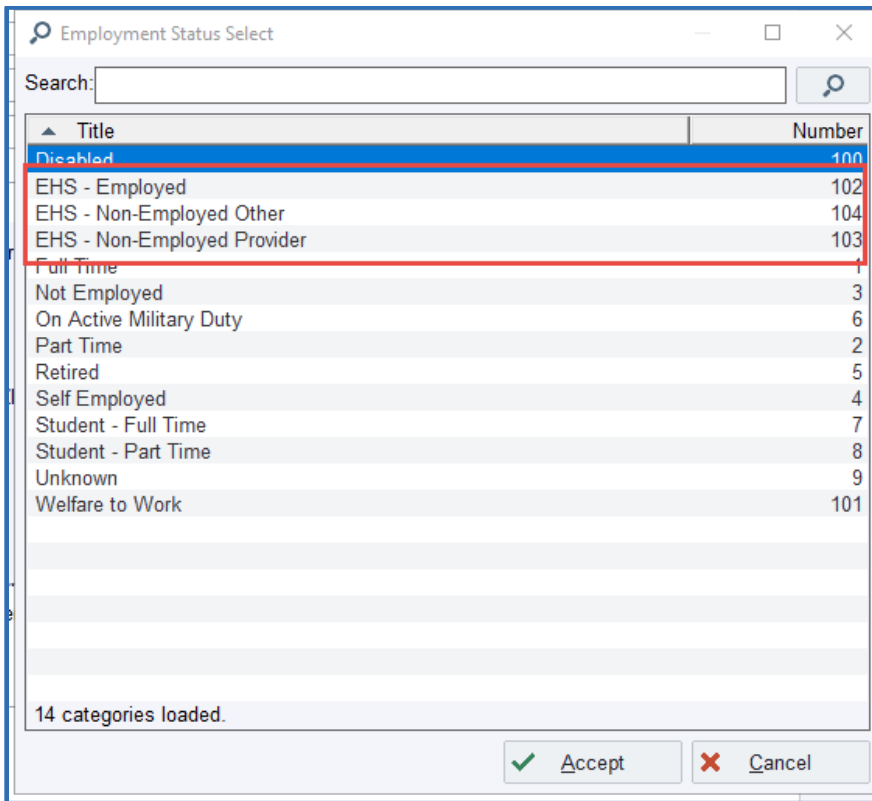 Employment Status Select
Search:
Title Number
Disabled 100
EHS - Employed 102
EHS - Non-Employed Other 104
EHS - Non-Employed Provider 103
Full Time 1
Not Employed 3
On Active Military Duty 6
Part Time 2
Retired 5
Self Employed 4
Student - Full Time 7
Student - Part Time 8
Unknown 9
Welfare to Work 101
14 categories loaded.
Accept Cancel